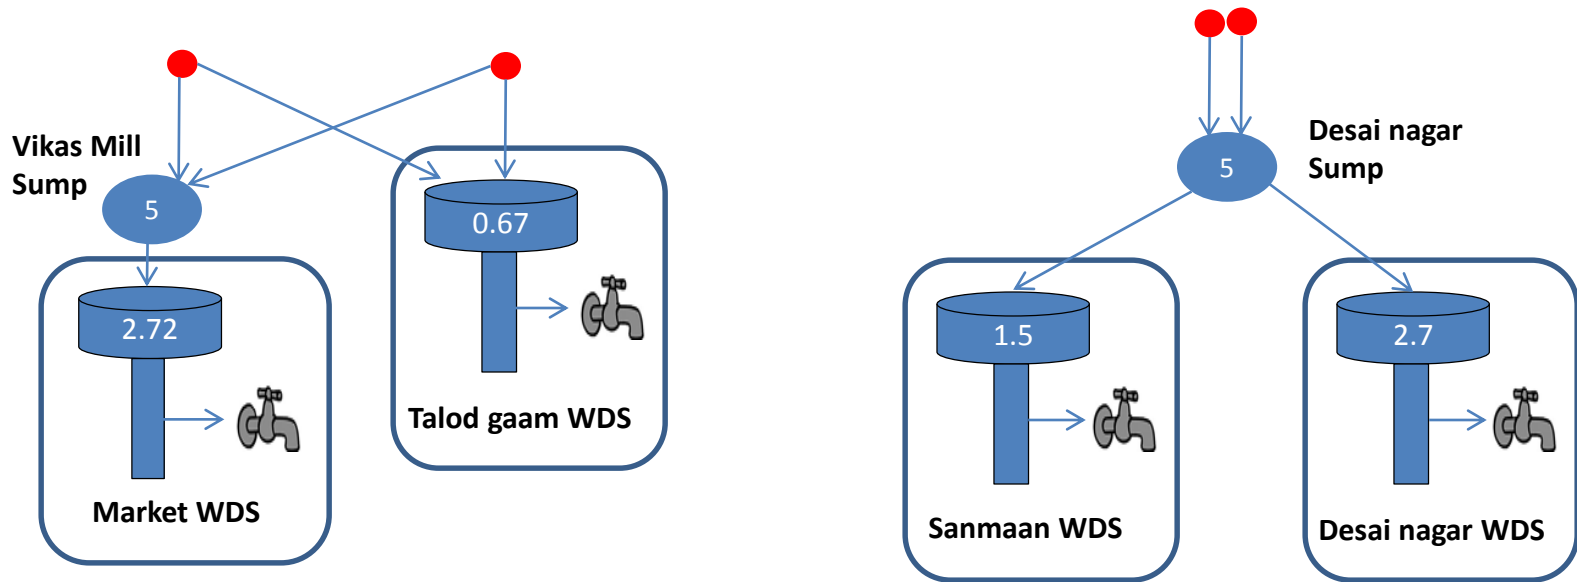 Vikas Mill
Sump
5
2.72
Market WDS
0.67
Talod gaam WDS
Desai nagar
Sump
5
1.5
Sanmaan WDS
2.7
Desai nagar WDS